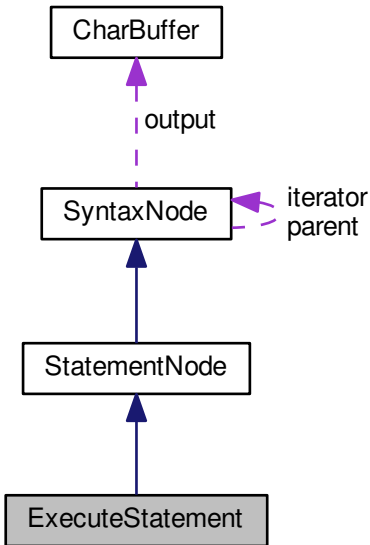 CharBuffer
output
SyntaxNode
iterator
parent
StatementNode
ExecuteStatement